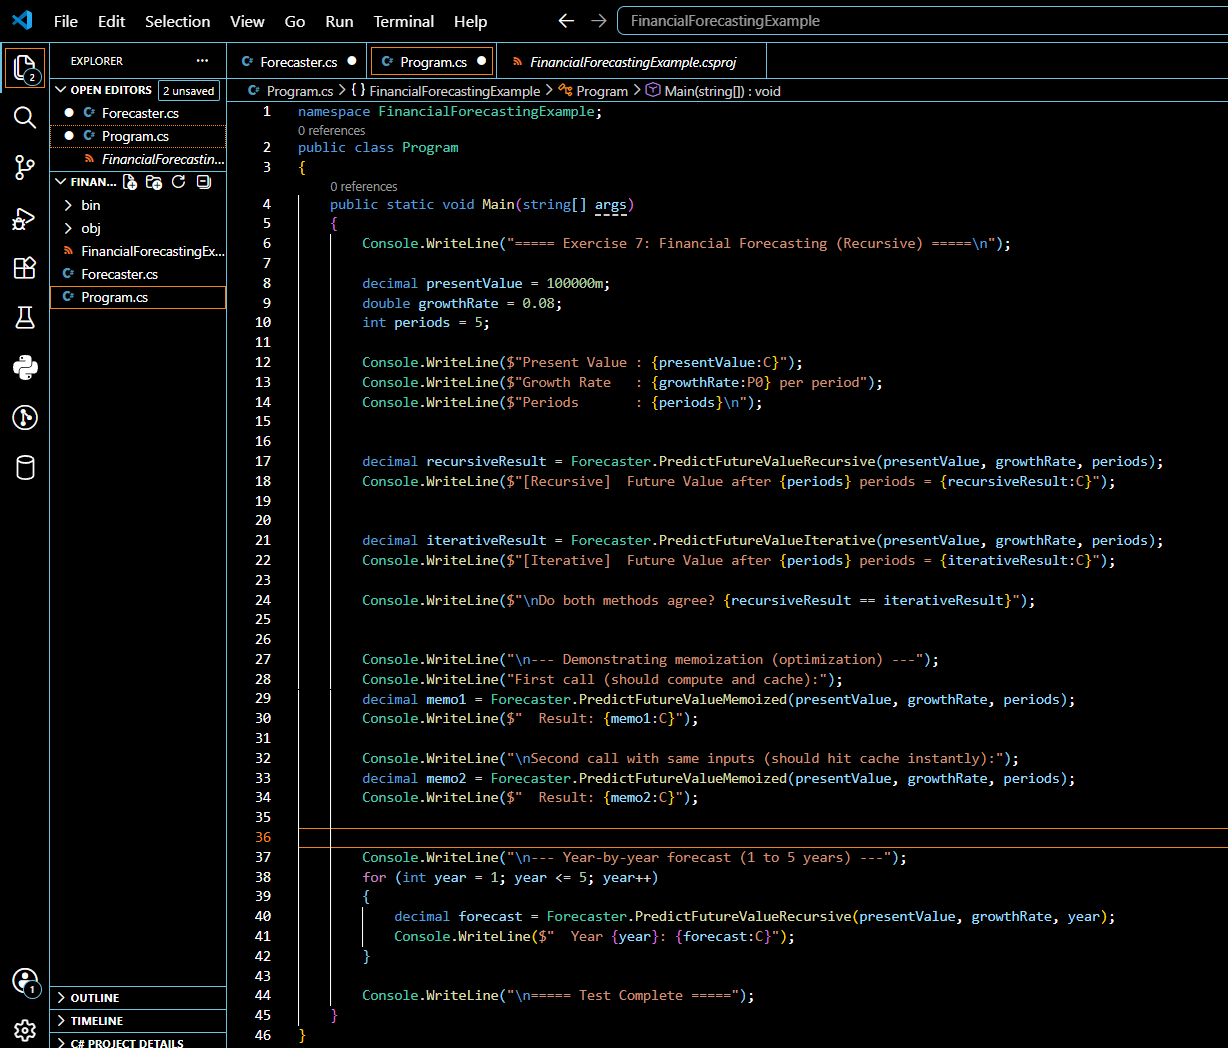 File Edit Selection View Go Run Terminal Help FinancialForecastingExample
EXPLORER ...
OPEN EDITORS 2 unsaved
Forecaster.cs
Program.cs
FinancialForecastin...
FINAN...
bin
obj
FinancialForecastingEx...
Forecaster.cs
Program.cs
OUTLINE
TIMELINE
C# PROJECT DETAILS
2
1
Forecaster.cs Program.cs FinancialForecastingExample.csproj
Program.cs > {} FinancialForecastingExample > Program > Main(string[]) : void
1 namespace FinancialForecastingExample;
0 references
2 public class Program
3 {
0 references
4 public static void Main(string[] args)
5 {
6 Console.WriteLine("===== Exercise 7: Financial Forecasting (Recursive) =====\n");
7
8 decimal presentValue = 100000m;
9 double growthRate = 0.08;
10 int periods = 5;
11
12 Console.WriteLine($"Present Value : {presentValue:C}");
13 Console.WriteLine($"Growth Rate   : {growthRate:P0} per period");
14 Console.WriteLine($"Periods       : {periods}\n");
15
16
17 decimal recursiveResult = Forecaster.PredictFutureValueRecursive(presentValue, growthRate, periods);
18 Console.WriteLine($"[Recursive]  Future Value after {periods} periods = {recursiveResult:C}");
19
20
21 decimal iterativeResult = Forecaster.PredictFutureValueIterative(presentValue, growthRate, periods);
22 Console.WriteLine($"[Iterative]  Future Value after {periods} periods = {iterativeResult:C}");
23
24 Console.WriteLine($"\nDo both methods agree? {recursiveResult == iterativeResult}");
25
26
27 Console.WriteLine("\n--- Demonstrating memoization (optimization) ---");
28 Console.WriteLine("First call (should compute and cache):");
29 decimal memo1 = Forecaster.PredictFutureValueMemoized(presentValue, growthRate, periods);
30 Console.WriteLine($"  Result: {memo1:C}");
31
32 Console.WriteLine("\nSecond call with same inputs (should hit cache instantly):");
33 decimal memo2 = Forecaster.PredictFutureValueMemoized(presentValue, growthRate, periods);
34 Console.WriteLine($"  Result: {memo2:C}");
35
36
37 Console.WriteLine("\n--- Year-by-year forecast (1 to 5 years) ---");
38 for (int year = 1; year <= 5; year++)
39 {
40 decimal forecast = Forecaster.PredictFutureValueRecursive(presentValue, growthRate, year);
41 Console.WriteLine($"  Year {year}: {forecast:C}");
42 }
43
44 Console.WriteLine("\n===== Test Complete =====");
45 }
46 }